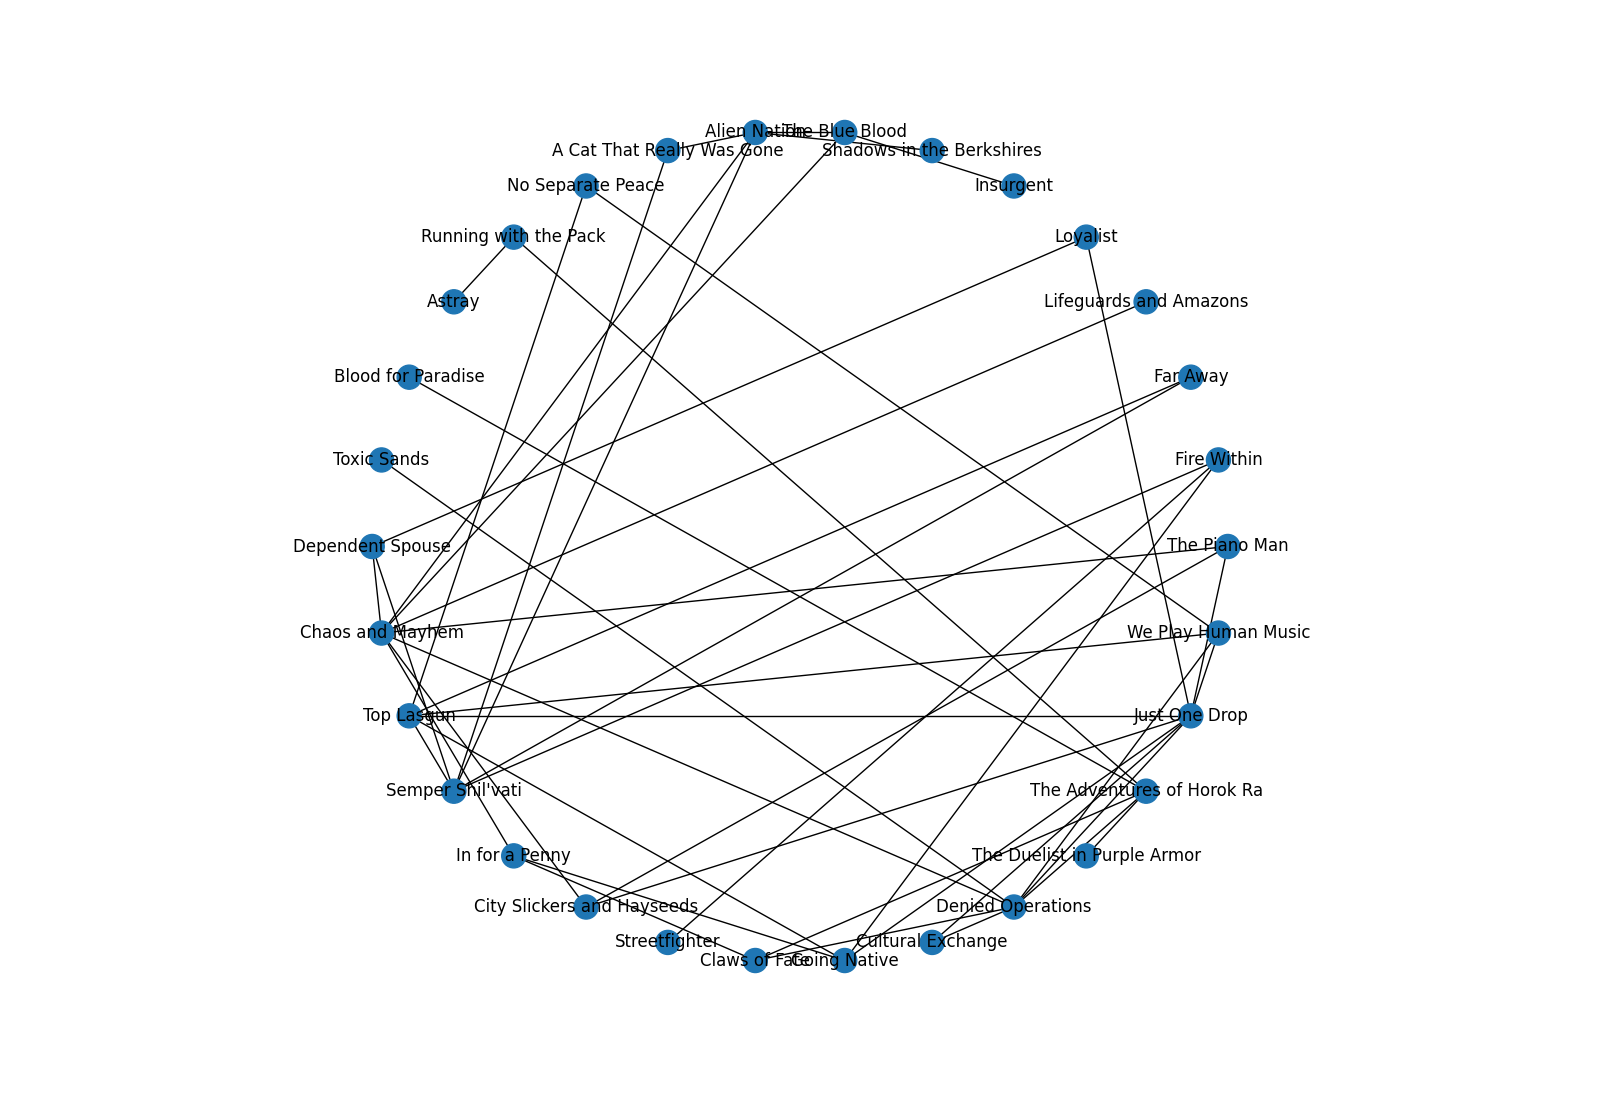 Alien Nation
The Blue Blood
A Cat That Really Was Gone
Shadows in the Berkshires
No Separate Peace
Insurgent
Running with the Pack
Loyalist
Astray
Lifeguards and Amazons
Blood for Paradise
Far Away
Toxic Sands
Fire Within
Dependent Spouse
The Piano Man
Chaos and Mayhem
We Play Human Music
Top Lasgun
Just One Drop
Semper Shil'vati
The Adventures of Horok Ra
In for a Penny
The Duelist in Purple Armor
City Slickers and Hayseeds
Denied Operations
Streetfighter
Cultural Exchange
Claws of Fate
Going Native